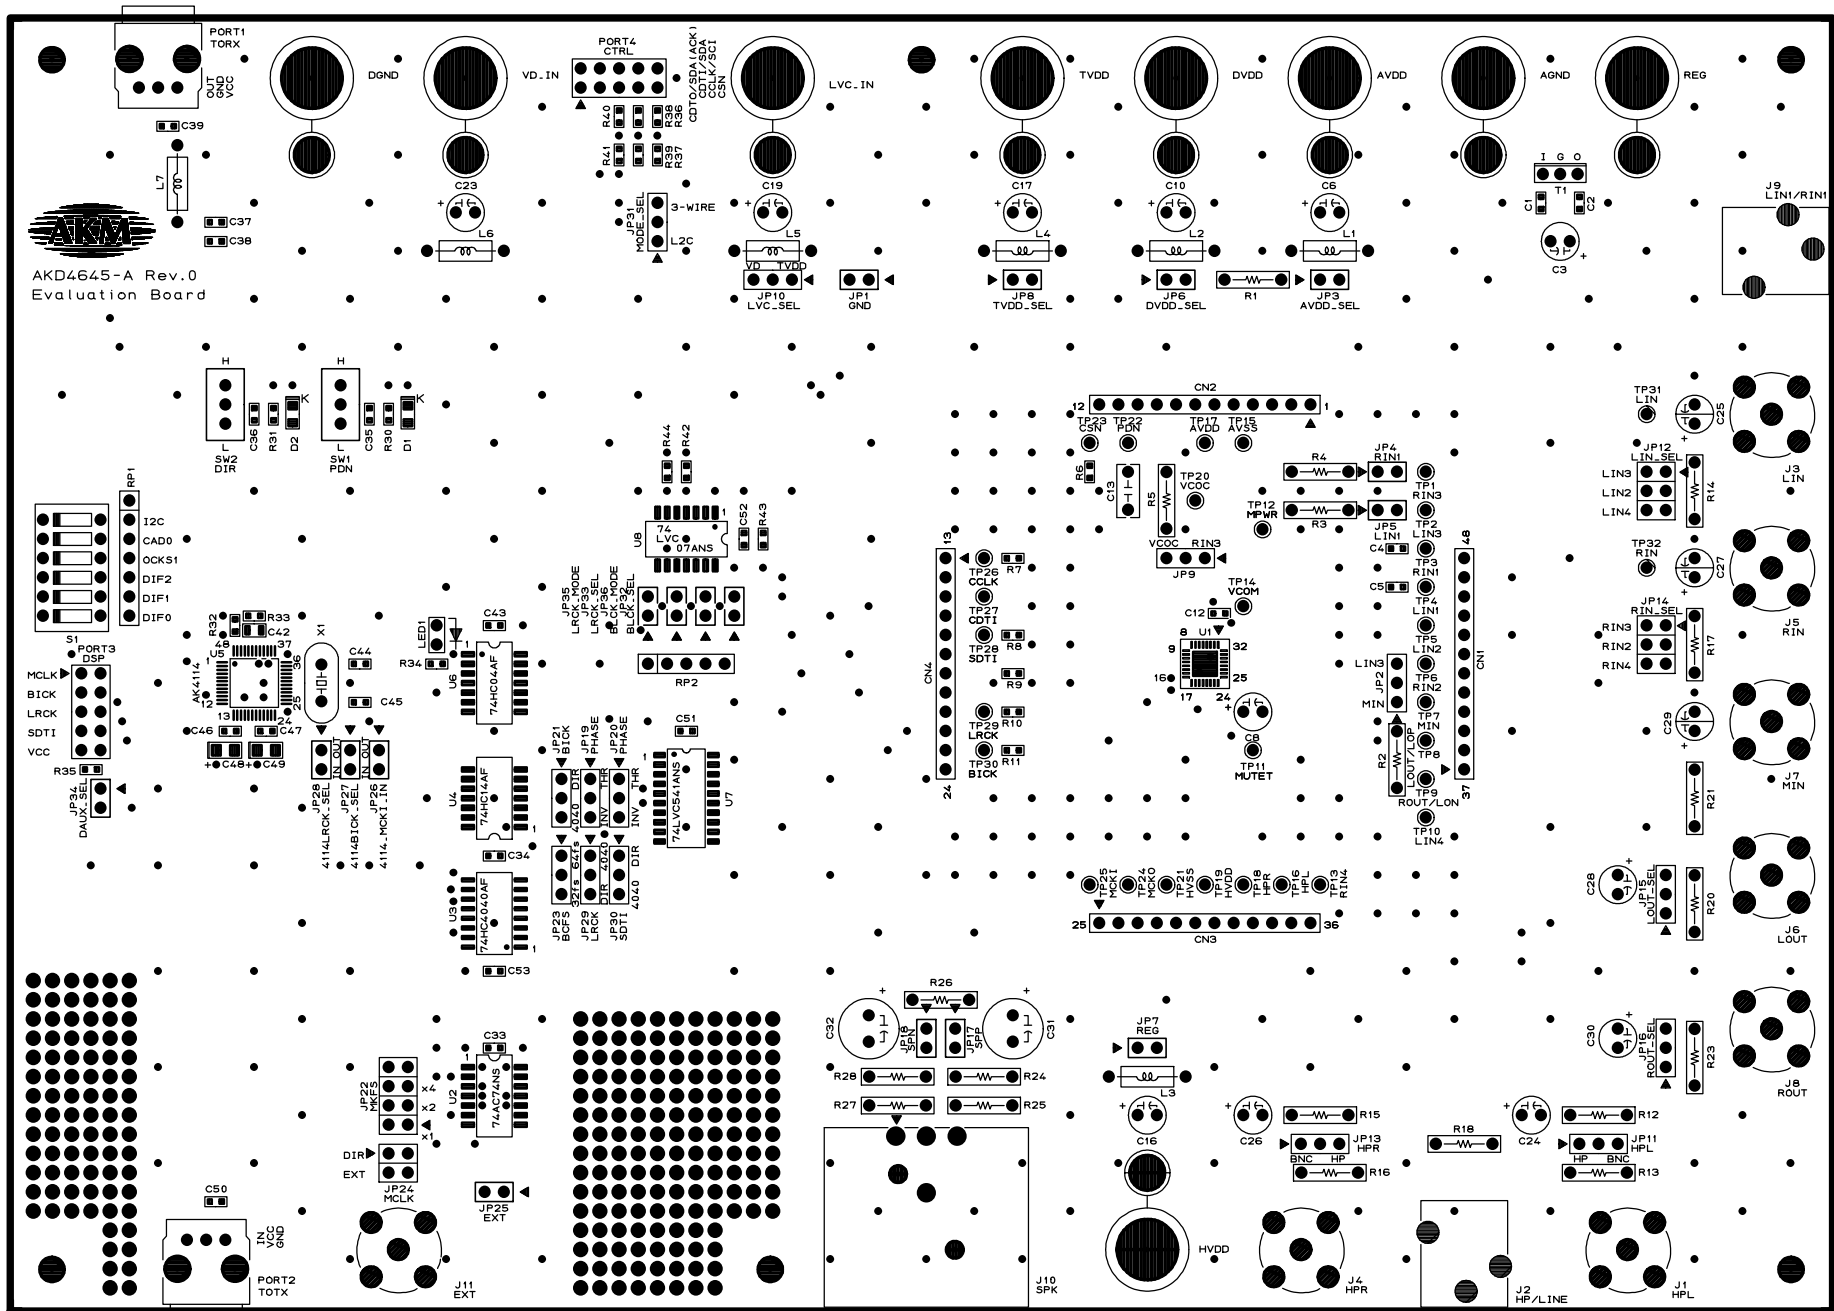 PORT1
TORX
OUT
GND
VCC
C39
L7
C37
C38
AKM
AKD4645-A Rev.0
Evaluation Board
DGND
VD_IN
C23
+
L6
PORT4
CTRL
CDTO/SDA(ACK)
CDTI/SDA
CCLK/SCI
CSN
R40
R38
R36
R41
R39
R37
JP31
MODE_SEL
3-WIRE
L2C
LVC_IN
C19
+
L5
VD TVDD
JP10
LVC_SEL
JP1
GND
TVDD
C17
+
L4
JP8
TVDD_SEL
DVDD
C10
+
L2
JP6
DVDD_SEL
R1
AVDD
C6
+
L1
JP3
AVDD_SEL
AGND
REG
I G O
T1
C1
C2
C3
+
J9
LIN1/RIN1
H
L
SW2
DIR
C36
R31
D2
K
H
L
SW1
PDN
C35
R30
D1
K
RP1
I2C
CAD0
OCKS1
DIF2
DIF1
DIF0
S1
R44
R42
1
U8
74
LVC
07ANS
C52
R43
JP35
LRCK_MODE
JP33
LRCK_SEL
JP36
BLCK_MODE
JP32
BLCK_SEL
RP2
CN2
12
1
TP23
CSN
TP22
PDN
TP17
AVDD
TP15
AVSS
R6
C13
R5
TP20
VCOC
R4
JP4
RIN1
R3
JP5
LIN1
TP12
MPWR
VCOC RIN3
JP9
TP14
VCOM
C12
8
U1
32
9
25
16
17
24
+
C8
TP11
MUTET
13
CN4
24
TP26
CCLK
R7
TP27
CDTI
TP28
SDTI
R8
R9
TP29
LRCK
R10
TP30
BICK
R11
TP1
RIN3
TP2
LIN3
C4
TP3
RIN1
C5
TP4
LIN1
TP5
LIN2
TP6
RIN2
TP7
MIN
TP8
LOUT/LOP
TP9
ROUT/LON
TP10
LIN4
LIN3
JP2
MIN
R2
48
CN1
37
TP31
LIN
C25
+
JP12
LIN_SEL
LIN3
LIN2
LIN4
R14
J3
LIN
TP32
RIN
C27
+
JP14
RIN_SEL
RIN3
RIN2
RIN4
R17
J5
RIN
C29
+
J7
MIN
R21
R32
R33
C42
48
37
1
U5
36
AK4114
12
25
13
24
X1
C44
C45
C46
C47
+ C48
+ C49
PORT3
DSP
MCLK
BICK
LRCK
SDTI
VCC
R35
JP34
DAUX_SEL
JP28
4114LRCK_SEL
IN OUT
JP27
4114BICK_SEL
IN OUT
JP26
4114_MCKI_IN
LED1
R34
C43
1
U6
74HC04AF
U4
74HC14AF
1
C34
U3
74HC4040AF
1
C53
JP21
BICK
JP19
PHASE
JP20
PHASE
4040 DIR
INV THR
INV THR
C51
1
74LVC541ANS
U7
32fs 64fs
DIR 4040
4040 DIR
JP23
BCFS
JP29
LRCK
JP30
SDTI
TP25
MCKI
TP24
MCKO
TP21
HVSS
TP19
HVDD
TP18
HPR
TP16
HPL
TP13
RIN4
25
CN3
36
C28
+
JP15
LOUT_SEL
R20
J6
LOUT
C30
+
JP16
ROUT_SEL
R23
J8
ROUT
C33
1
U2
74AC74NS
JP22
MKFS
x4
x2
x1
DIR
EXT
JP24
MCLK
JP25
EXT
J11
EXT
C50
IN
VCC
GND
PORT2
TOTX
R26
C32
+
JP18
SPN
JP17
SPP
C31
+
R28
R24
R27
R25
J10
SPK
JP7
REG
L3
+
C16
HVDD
+
C26
R15
JP13
HPR
BNC HP
R16
J4
HPR
R18
+
C24
R12
JP11
HPL
HP BNC
R13
J2
HP/LINE
J1
HPL